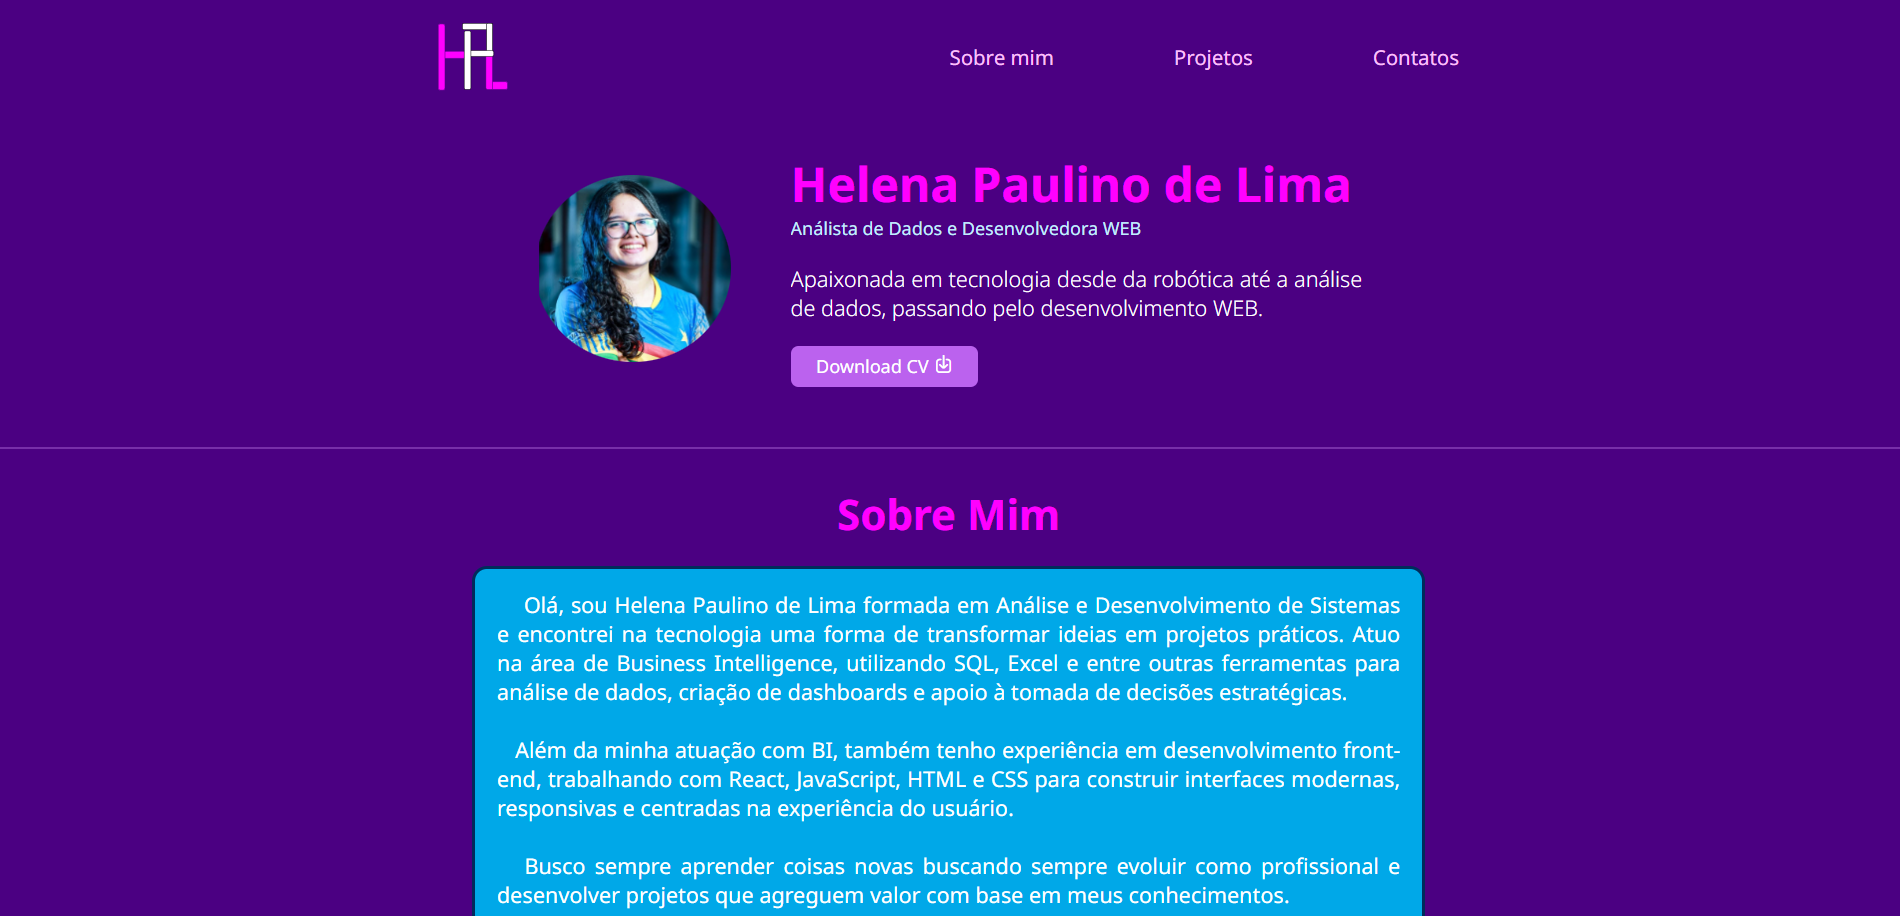 HPL
Sobre mim
Projetos
Contatos
Helena Paulino de Lima
Análista de Dados e Desenvolvedora WEB
Apaixonada em tecnologia desde da robótica até a análise
de dados, passando pelo desenvolvimento WEB.
Download CV
Sobre Mim
Olá, sou Helena Paulino de Lima formada em Análise e Desenvolvimento de Sistemas
e encontrei na tecnologia uma forma de transformar ideias em projetos práticos. Atuo
na área de Business Intelligence, utilizando SQL, Excel e entre outras ferramentas para
análise de dados, criação de dashboards e apoio à tomada de decisões estratégicas.
Além da minha atuação com BI, também tenho experiência em desenvolvimento front-
end, trabalhando com React, JavaScript, HTML e CSS para construir interfaces modernas,
responsivas e centradas na experiência do usuário.
Busco sempre aprender coisas novas buscando sempre evoluir como profissional e
desenvolver projetos que agreguem valor com base em meus conhecimentos.